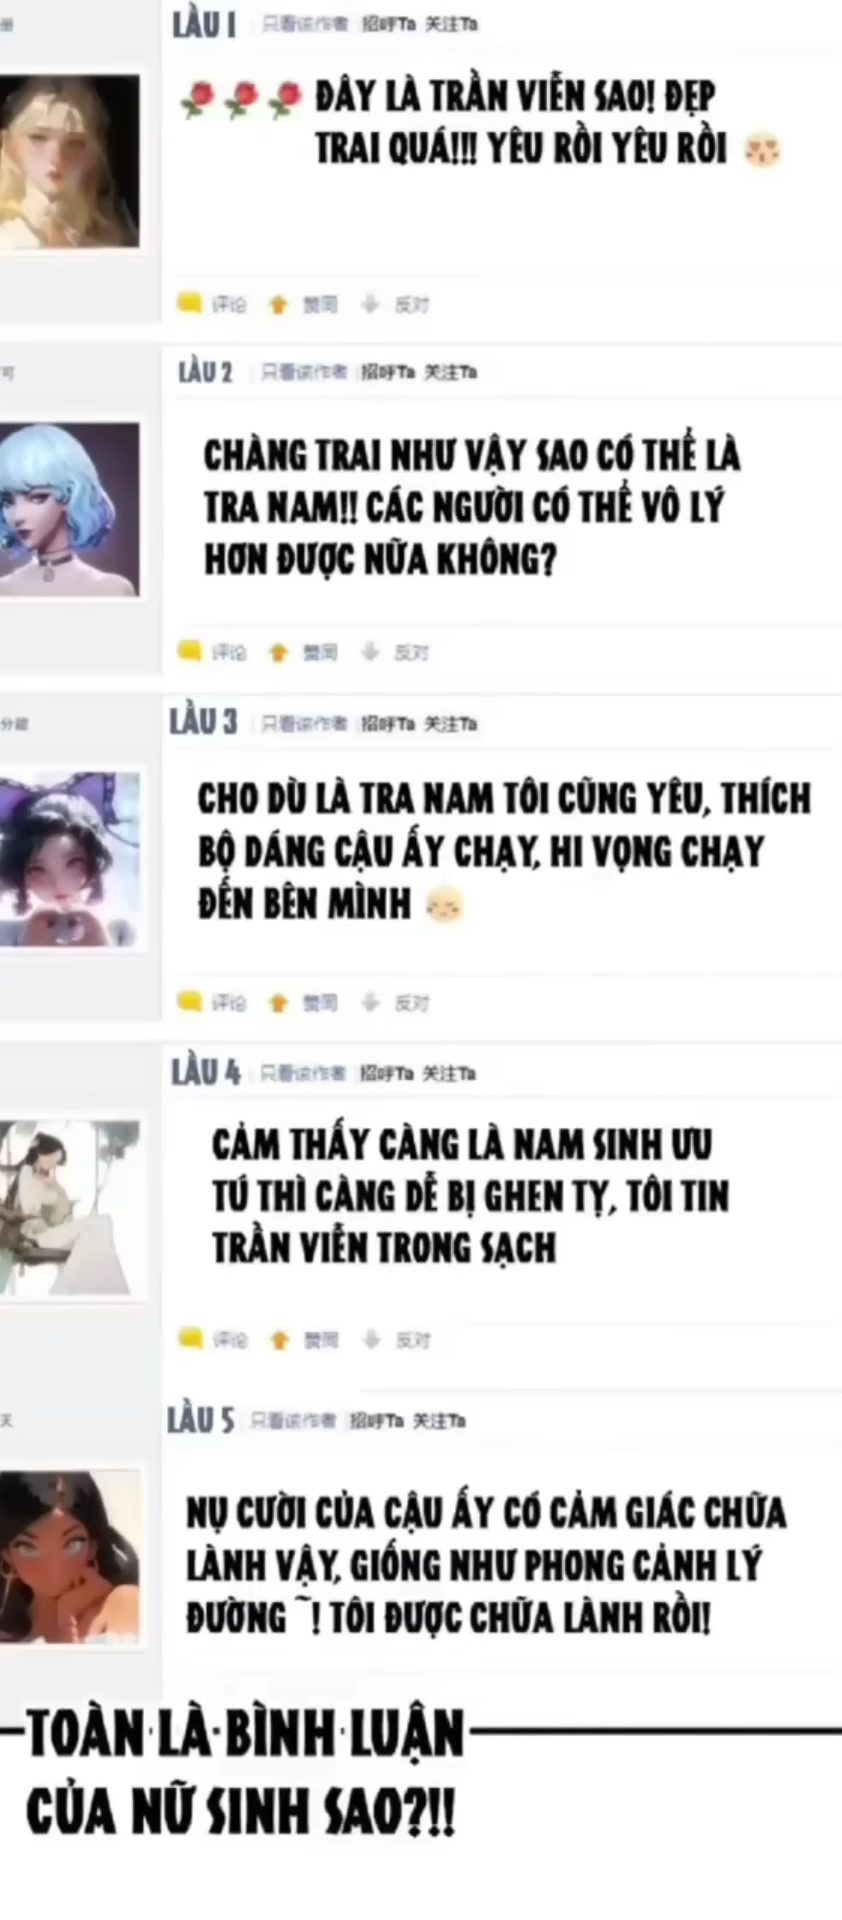 册 LẦU 1 只看该作者 招呼Ta 关注Ta
ĐÂY LÀ TRẦN VIỄN SAO! ĐẸP
TRAI QUÁ!!! YÊU RỒI YÊU RỒI
评论 赞同 反对
可 LẦU 2 只看该作者 招呼Ta 关注Ta
CHÀNG TRAI NHƯ VẬY SAO CÓ THỂ LÀ
TRA NAM!! CÁC NGƯỜI CÓ THỂ VÔ LÝ
HƠN ĐƯỢC NỮA KHÔNG?
评论 赞同 反对
LẦU 3 只看该作者 招呼Ta 关注Ta
CHO DÙ LÀ TRA NAM TÔI CŨNG YÊU, THÍCH
BỘ DÁNG CẬU ẤY CHẠY, HI VỌNG CHẠY
ĐẾN BÊN MÌNH
评论 赞同 反对
LẦU 4 只看该作者 招呼Ta 关注Ta
CẢM THẤY CÀNG LÀ NAM SINH ƯU
TÚ THÌ CÀNG DỄ BỊ GHEN TỴ, TÔI TIN
TRẦN VIỄN TRONG SẠCH
评论 赞同 反对
天 LẦU 5 只看该作者 招呼Ta 关注Ta
NỤ CƯỜI CỦA CẬU ẤY CÓ CẢM GIÁC CHỮA
LÀNH VẬY, GIỐNG NHƯ PHONG CẢNH LÝ
ĐƯỜNG ~! TÔI ĐƯỢC CHỮA LÀNH RỒI!
TOÀN LÀ BÌNH LUẬN
CỦA NỮ SINH SAO?!!